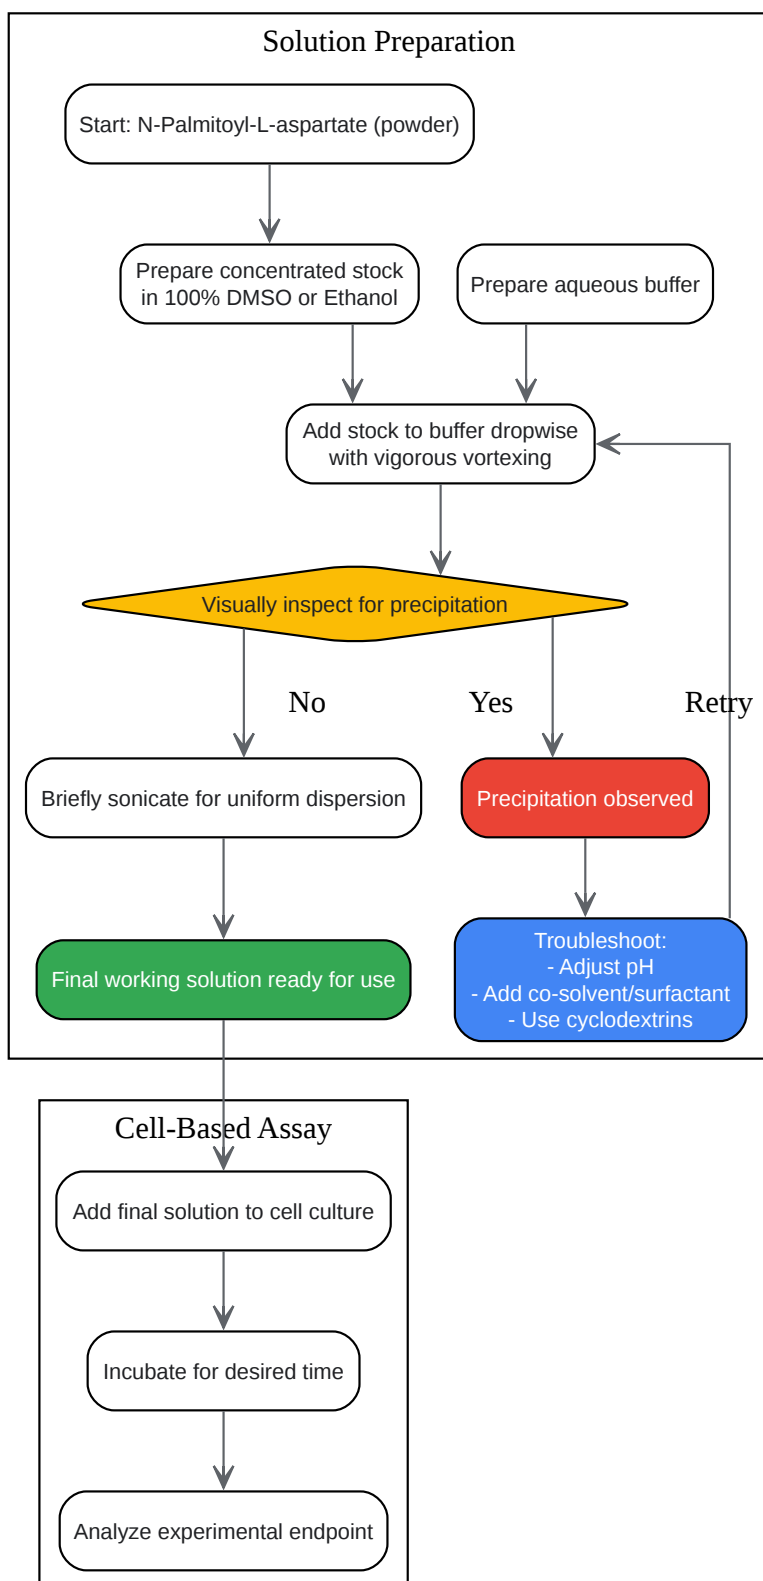 Solution Preparation
Start: N-Palmitoyl-L-aspartate (powder)
Prepare concentrated stock
in 100% DMSO or Ethanol
Prepare aqueous buffer
Add stock to buffer dropwise
with vigorous vortexing
Visually inspect for precipitation
No
Yes
Retry
Briefly sonicate for uniform dispersion
Precipitation observed
Final working solution ready for use
Troubleshoot:
- Adjust pH
- Add co-solvent/surfactant
- Use cyclodextrins
Cell-Based Assay
Add final solution to cell culture
Incubate for desired time
Analyze experimental endpoint